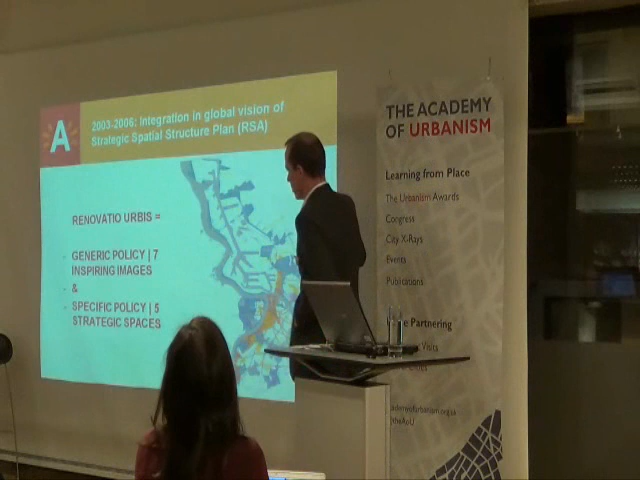 A
2003-2006: Integration in global vision of
Strategic Spatial Structure Plan (RSA)
RENOVATIO URBIS =
- GENERIC POLICY | 7
INSPIRING IMAGES
- &
- SPECIFIC POLICY | 5
STRATEGIC SPACES
THE ACADEMY
OF URBANISM
Learning from Place
The Urbanism Awards
Congress
City X-Rays
Events
Publications
Partnering
Visits